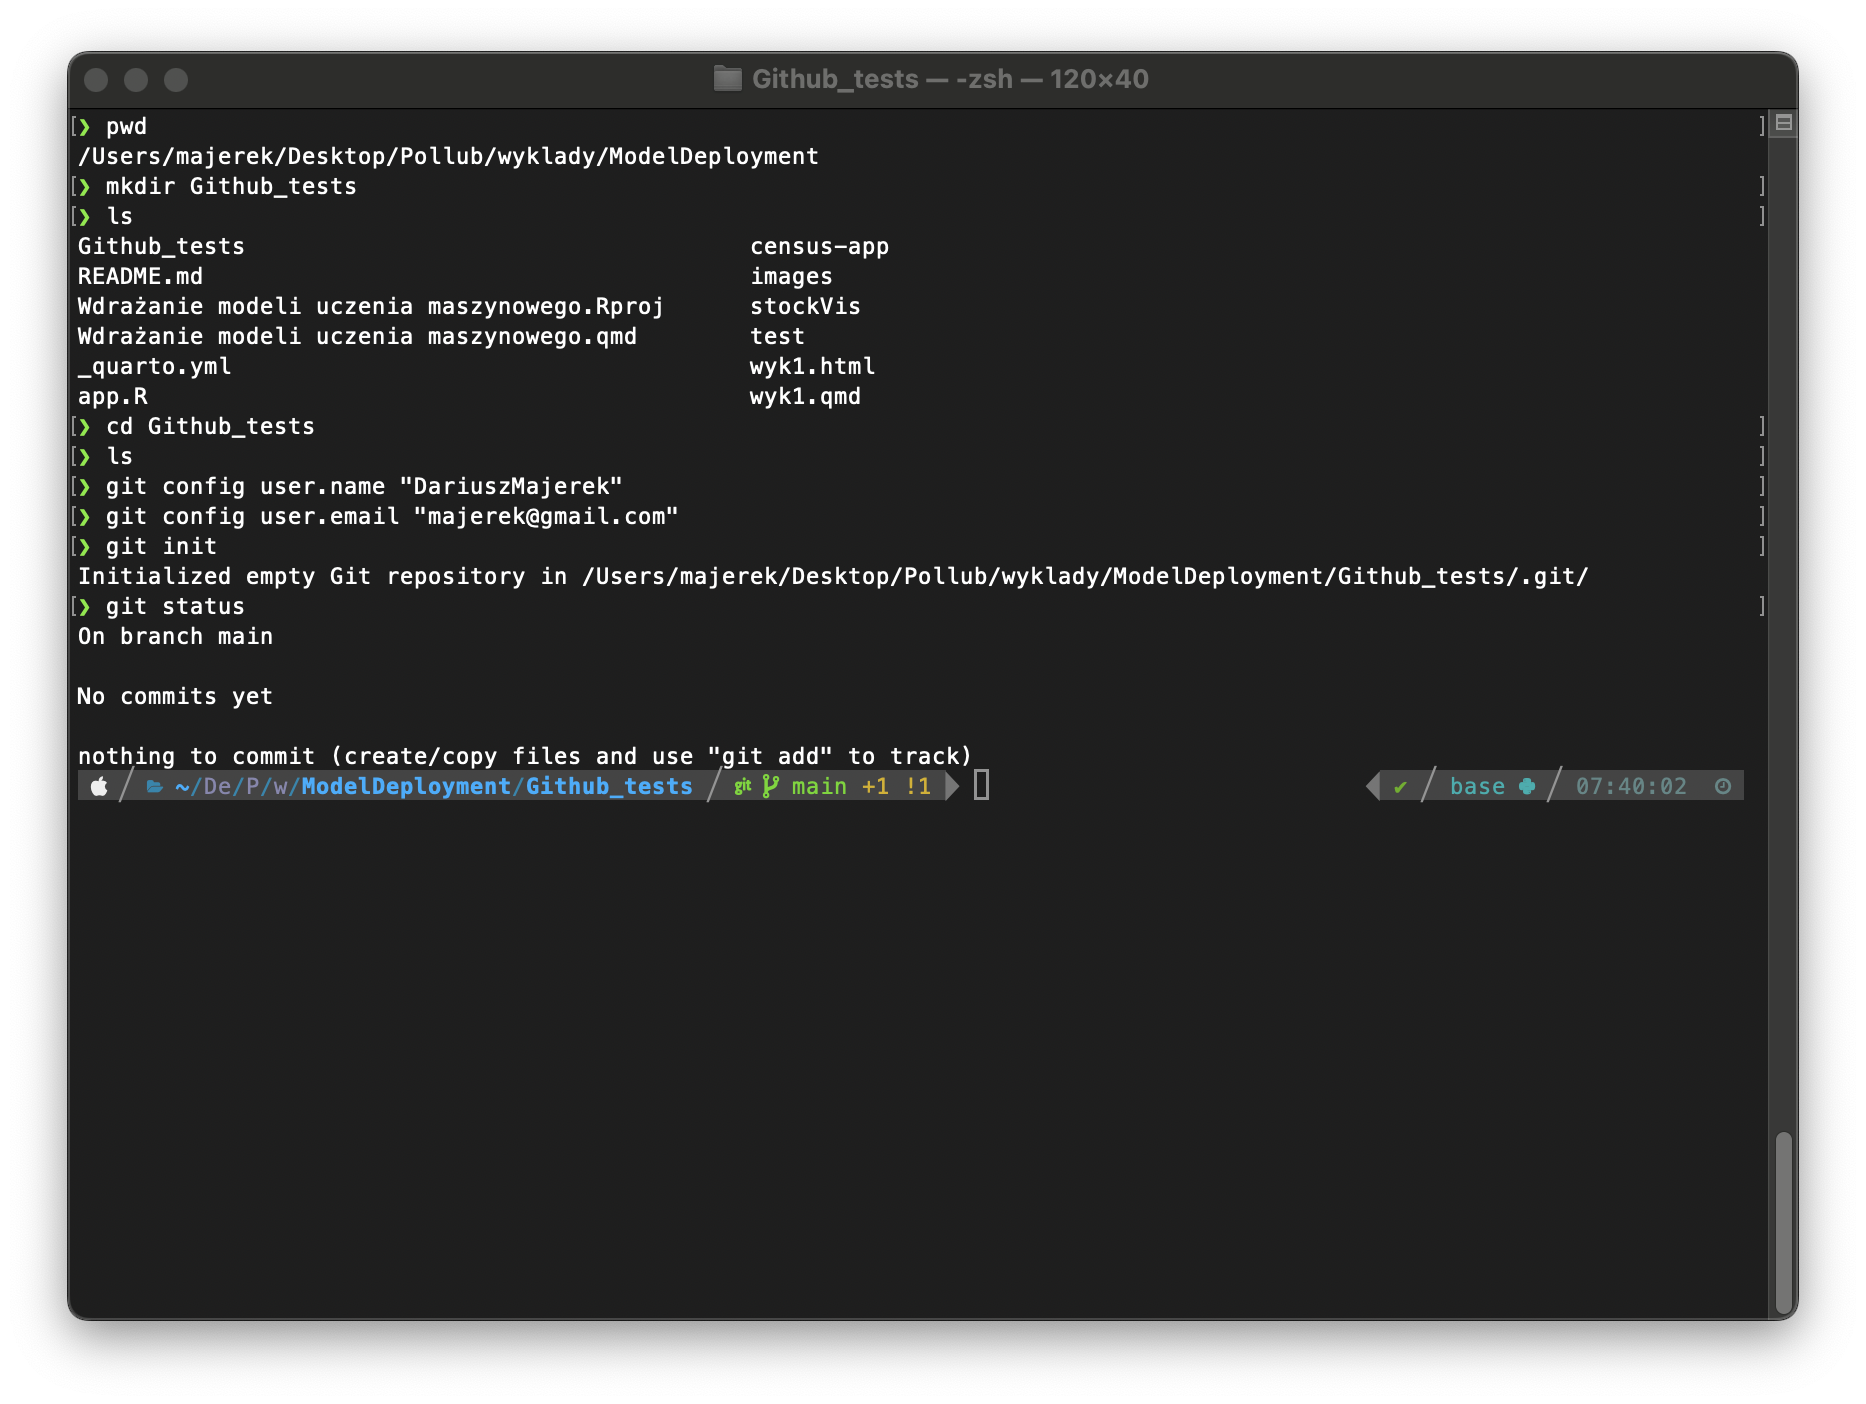 Github_tests — -zsh — 120×40
[❯ pwd ]
/Users/majerek/Desktop/Pollub/wyklady/ModelDeployment
[❯ mkdir Github_tests ]
[❯ ls ]
Github_tests census-app
README.md images
Wdrażanie modeli uczenia maszynowego.Rproj stockVis
Wdrażanie modeli uczenia maszynowego.qmd test
_quarto.yml wyk1.html
app.R wyk1.qmd
[❯ cd Github_tests ]
[❯ ls ]
[❯ git config user.name "DariuszMajerek" ]
[❯ git config user.email "majerek@gmail.com" ]
[❯ git init ]
Initialized empty Git repository in /Users/majerek/Desktop/Pollub/wyklady/ModelDeployment/Github_tests/.git/
[❯ git status ]
On branch main
No commits yet
nothing to commit (create/copy files and use "git add" to track)
~/De/P/w/ModelDeployment/Github_tests git main +1 !1 ✔ base 07:40:02